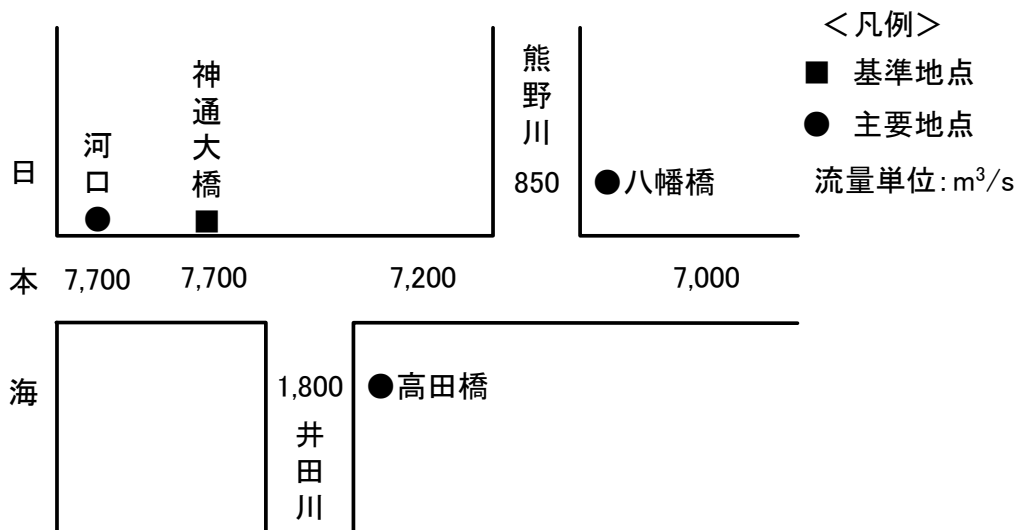 <凡例>
■ 基準地点
● 主要地点
流量単位:m³/s
日本海
河口
神通大橋
熊野川
850
●八幡橋
7,700
7,700
7,200
7,000
1,800
●高田橋
井田川